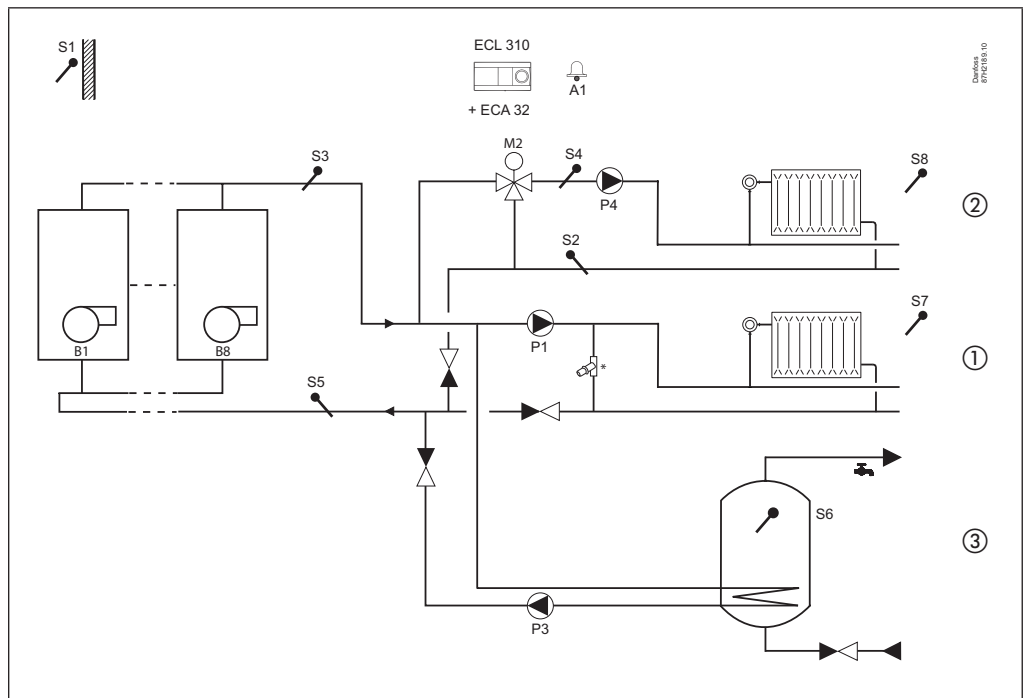 S1
ECL 310
A1
+ ECA 32
Danfoss
87H2189.10
M2
S3
S4
S8
P4
②
S2
S7
B1
B8
P1
*
①
S5
S6
③
P3